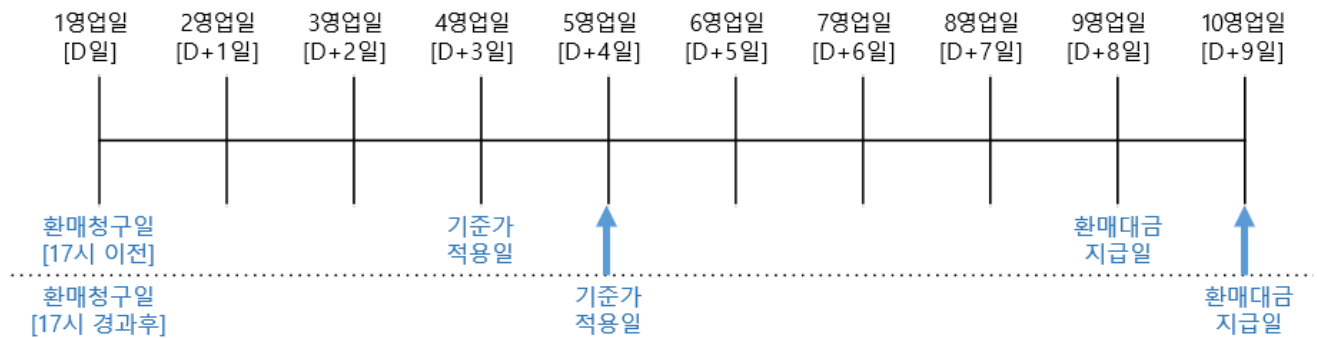 1영업일 2영업일 3영업일 4영업일 5영업일 6영업일 7영업일 8영업일 9영업일 10영업일
[D일] [D+1일] [D+2일] [D+3일] [D+4일] [D+5일] [D+6일] [D+7일] [D+8일] [D+9일]
환매청구일 기준가 환매대금
[17시 이전] 적용일 지급일
환매청구일 기준가 환매대금
[17시 경과후] 적용일 지급일